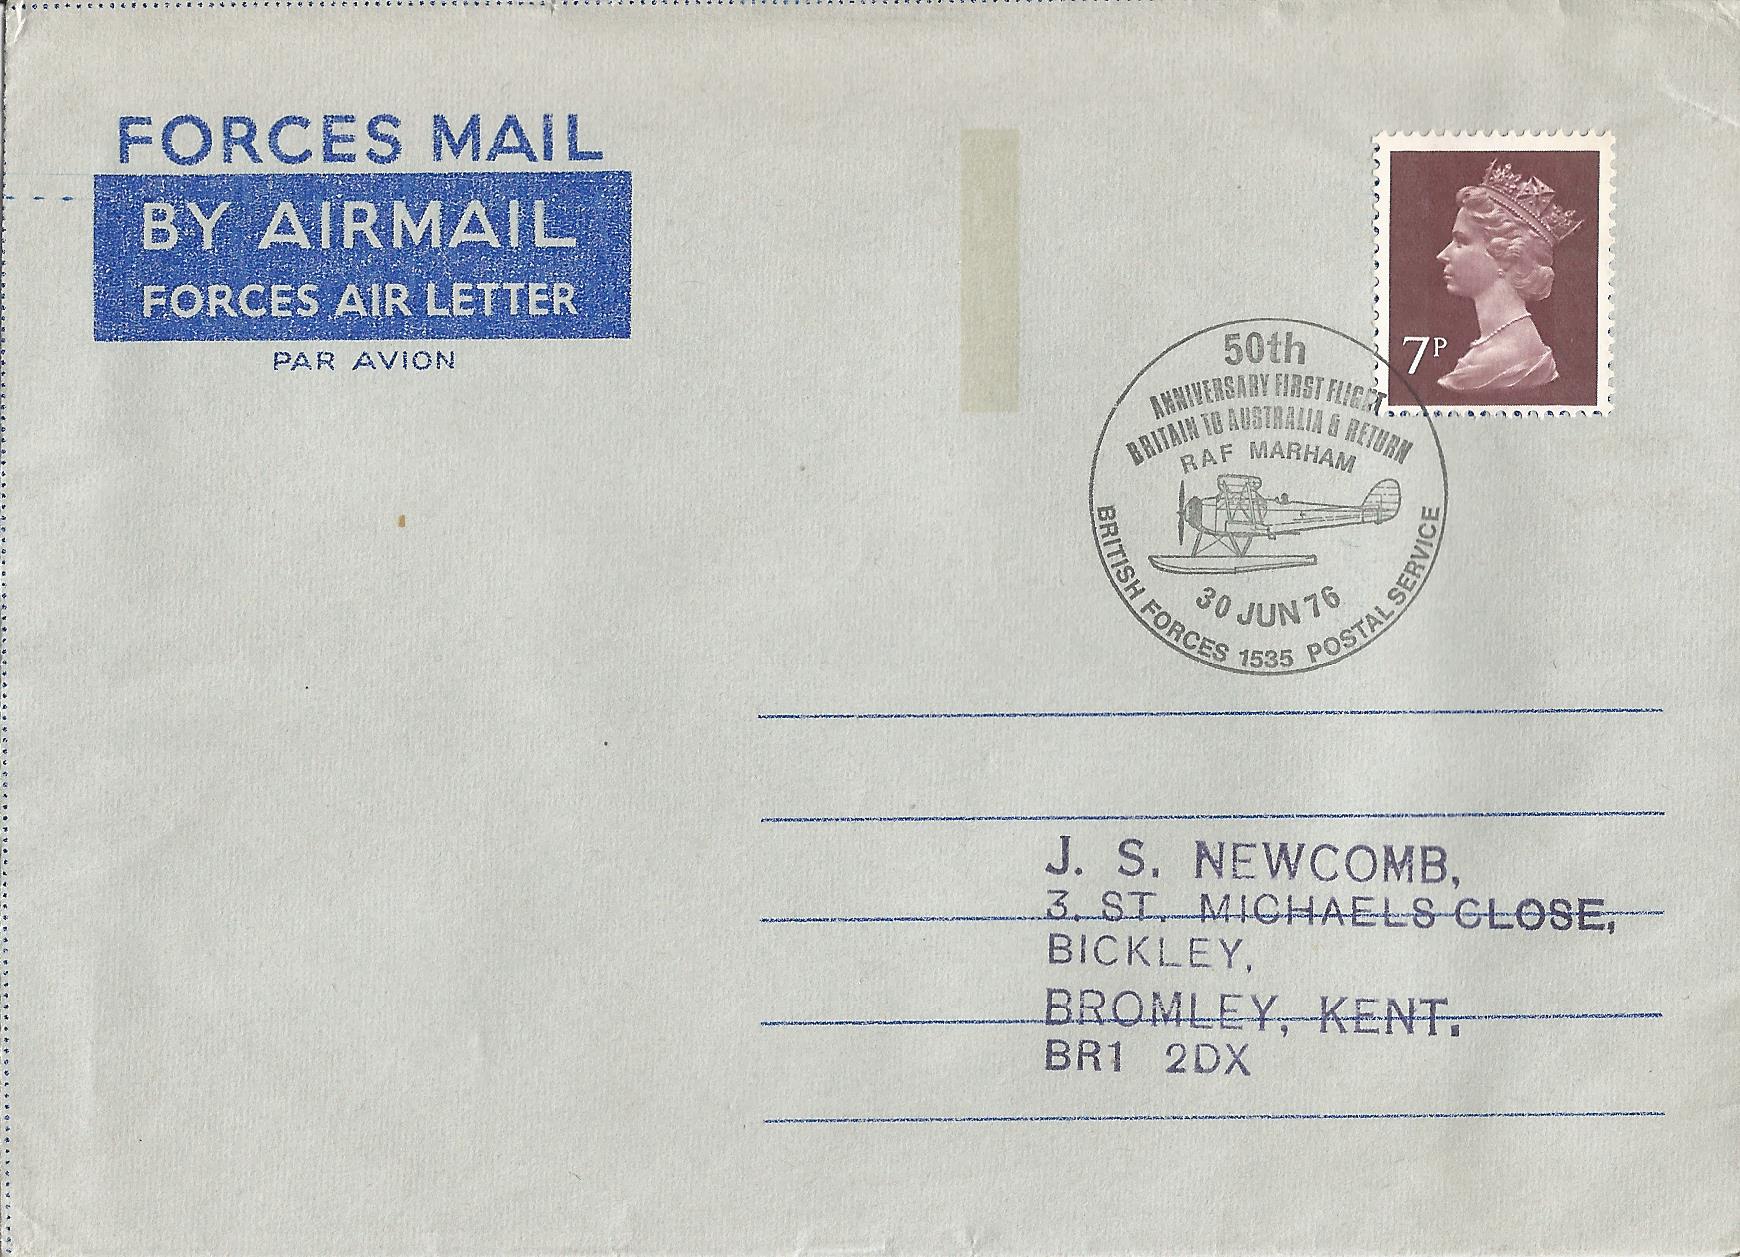 FORCES MAIL
BY AIRMAIL
FORCES AIR LETTER
PAR AVION
7P
50th
ANNIVERSARY FIRST FLIGHT
BRITAIN TO AUSTRALIA & RETURN
RAF MARHAM
30 JUN 76
BRITISH FORCES 1535 POSTAL SERVICE
J. S. NEWCOMB,
3. ST. MICHAELS CLOSE,
BICKLEY,
BROMLEY, KENT.
BR1 2DX